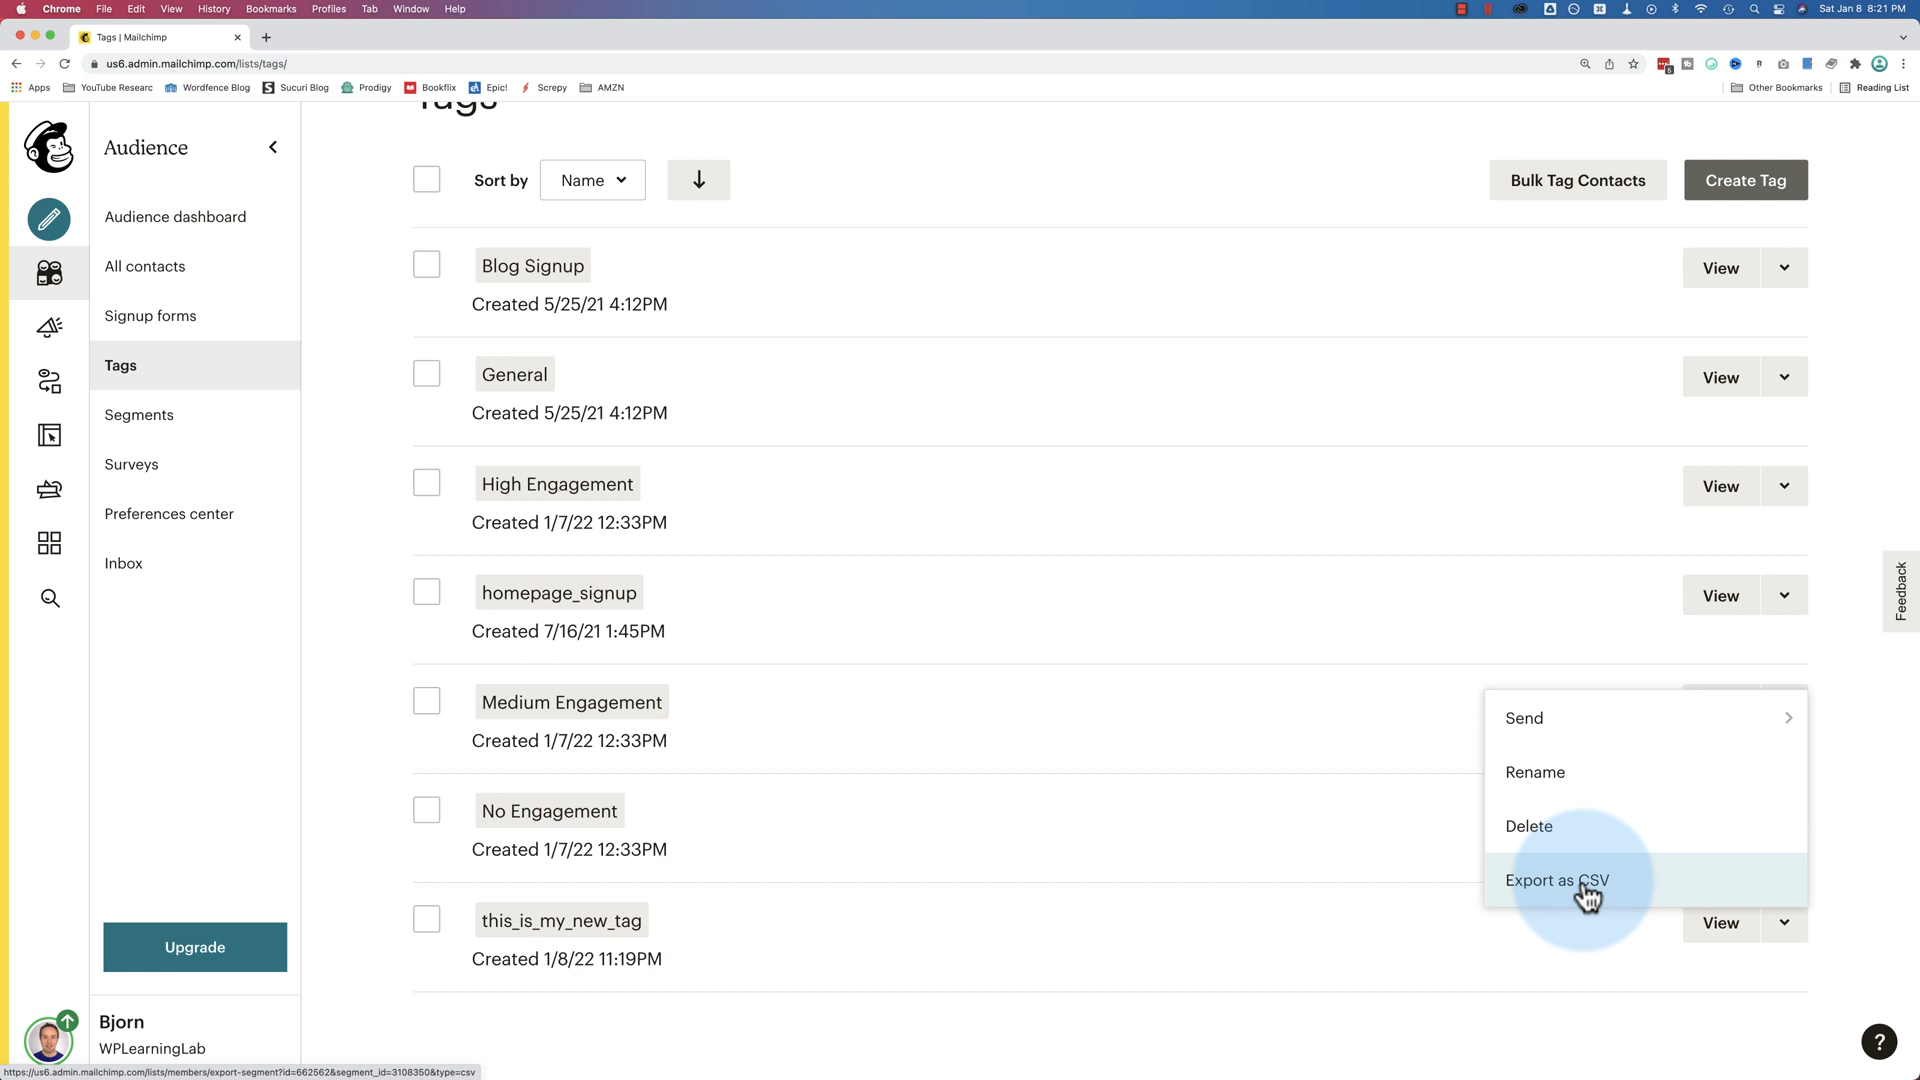 Chrome File Edit View History Bookmarks Profiles Tab Window Help
Sat Jan 8 8:21 PM
Tags | Mailchimp
us6.admin.mailchimp.com/lists/tags/
Apps YouTube Researc Wordfence Blog Sucuri Blog Prodigy Bookflix Epic! Screpy AMZN
Other Bookmarks Reading List
Tags
Audience
Audience dashboard
All contacts
Signup forms
Tags
Segments
Surveys
Preferences center
Inbox
Upgrade
Bjorn
WPLearningLab
Sort by Name
Bulk Tag Contacts Create Tag
Blog Signup
Created 5/25/21 4:12PM
View
General
Created 5/25/21 4:12PM
View
High Engagement
Created 1/7/22 12:33PM
View
homepage_signup
Created 7/16/21 1:45PM
View
Medium Engagement
Created 1/7/22 12:33PM
No Engagement
Created 1/7/22 12:33PM
this_is_my_new_tag
Created 1/8/22 11:19PM
View
Send
Rename
Delete
Export as CSV
Feedback
?
https://us6.admin.mailchimp.com/lists/members/export-segment?id=662562&segment_id=3108350&type=csv